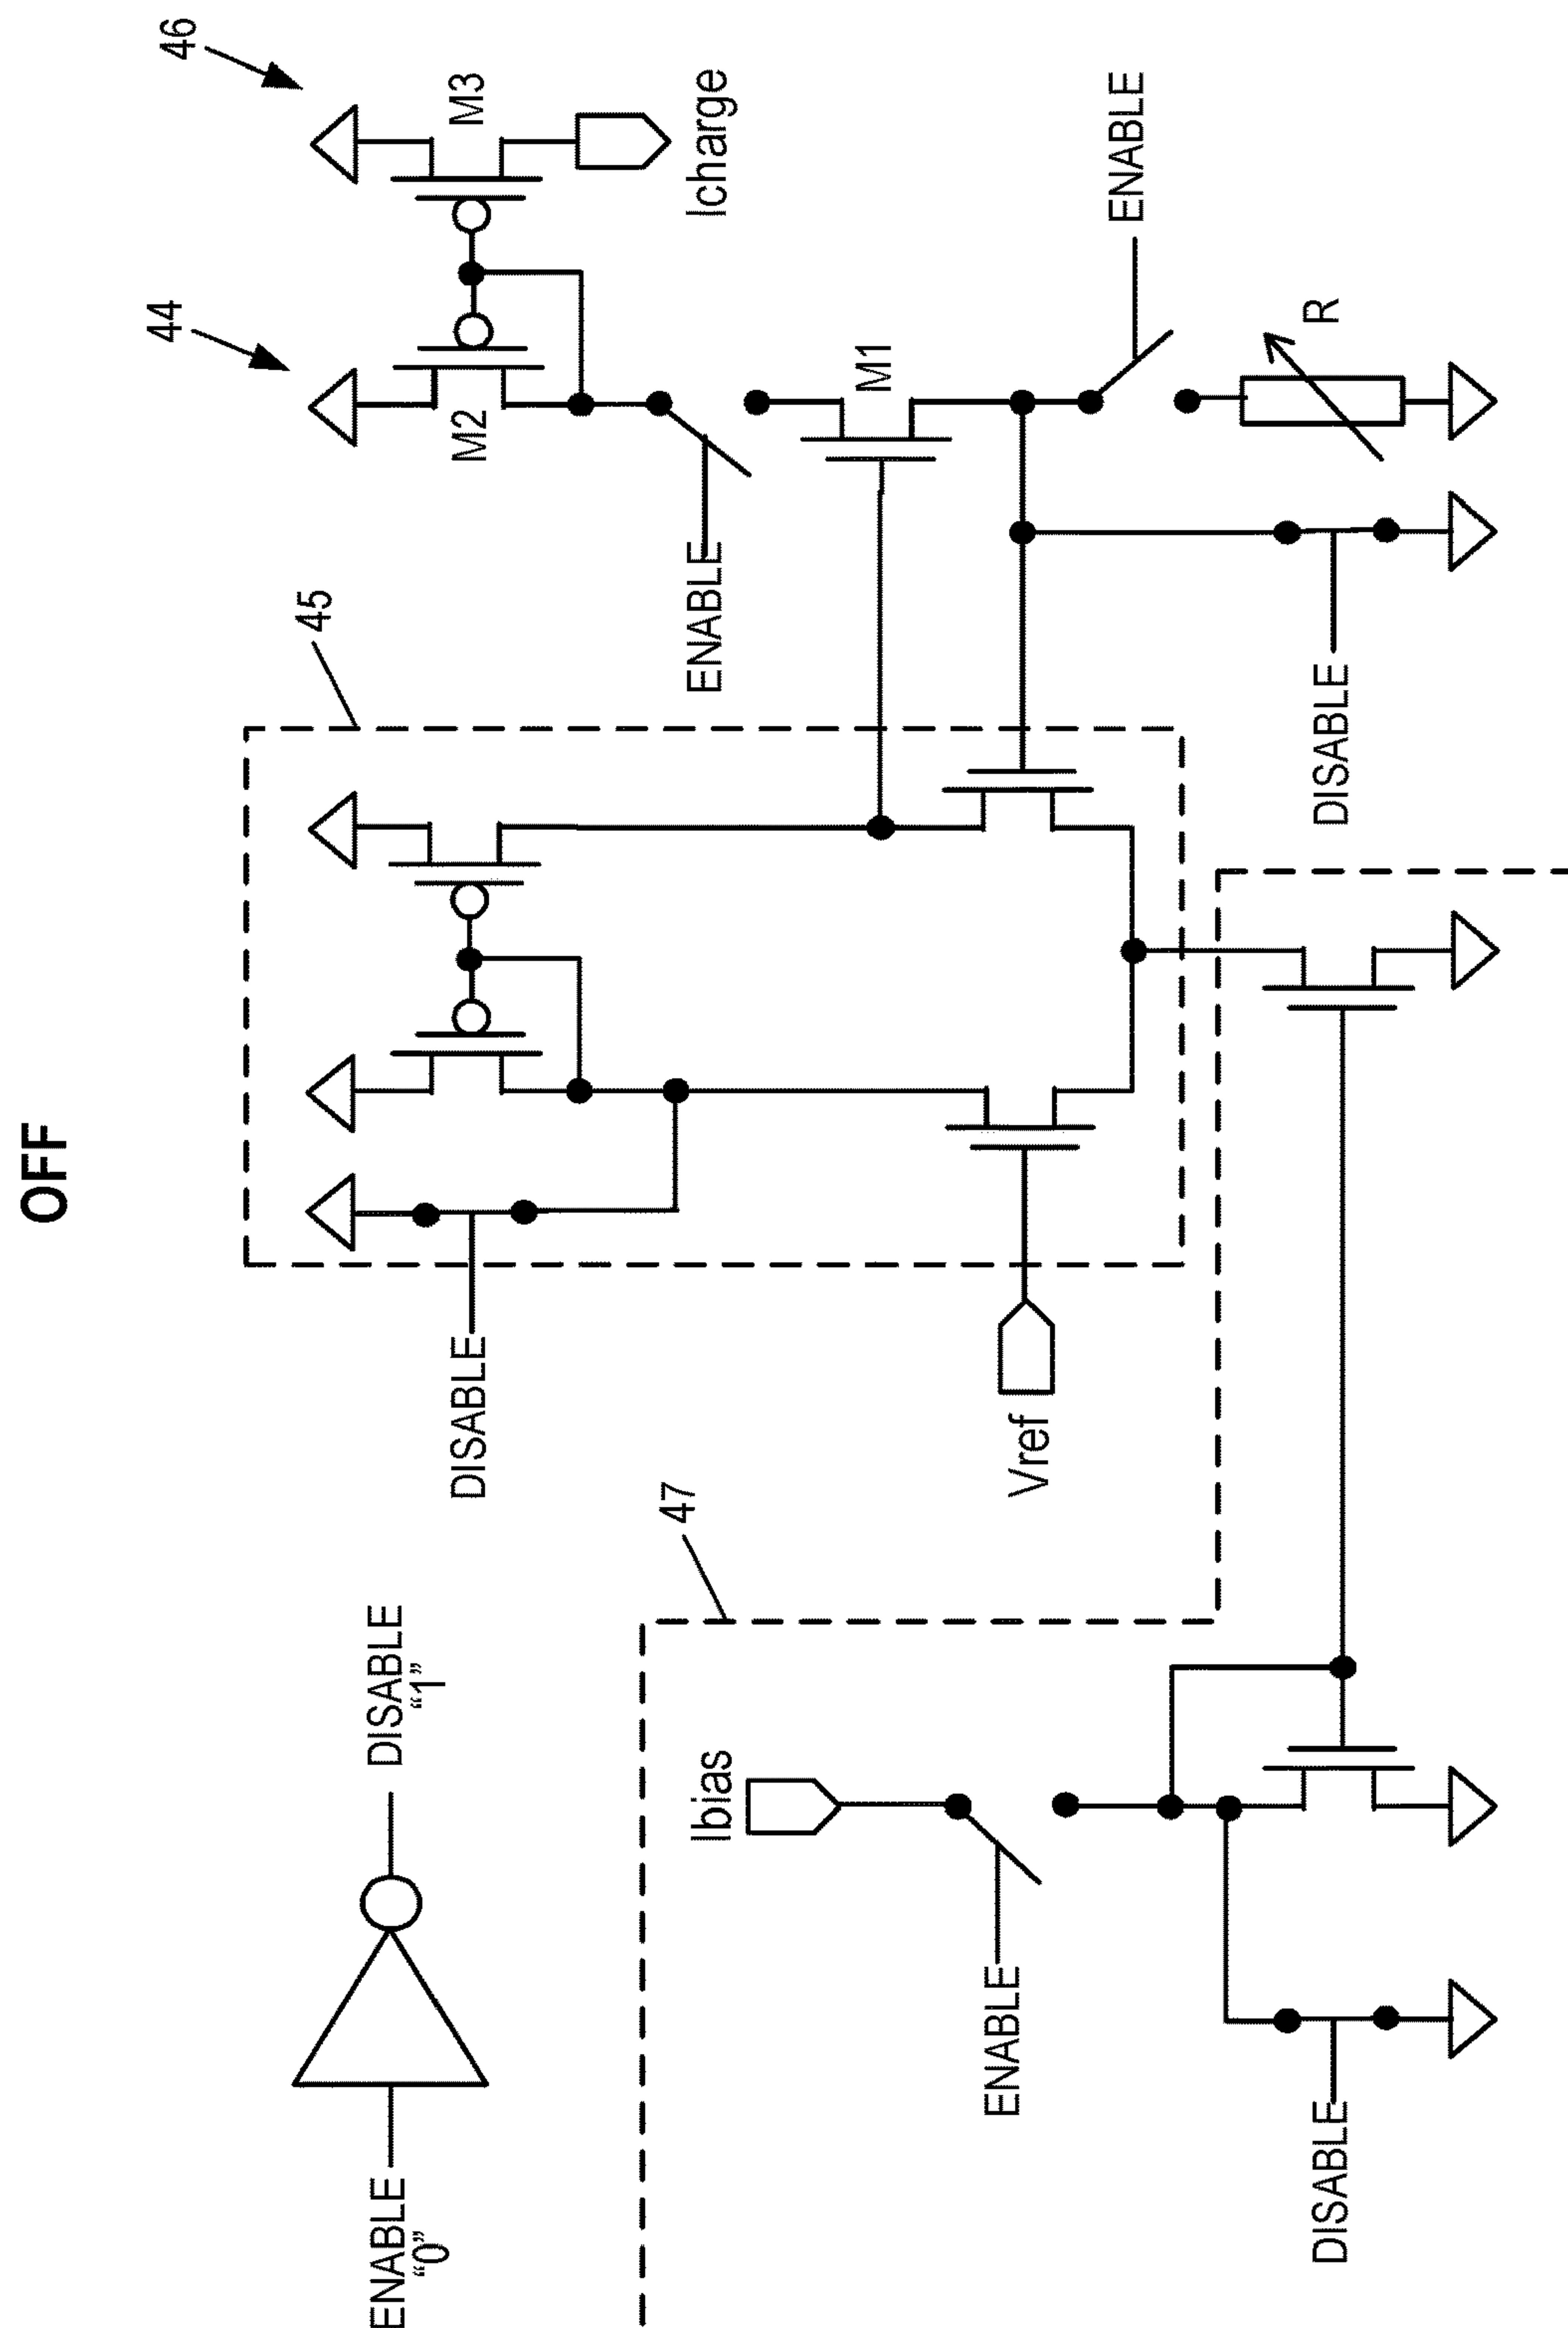 OFF
ENABLE
“0”
DISABLE
“1”
DISABLE
45
44
46
M2
M3
Icharge
ENABLE
M1
47
Ibias
Vref
ENABLE
R
ENABLE
DISABLE
DISABLE